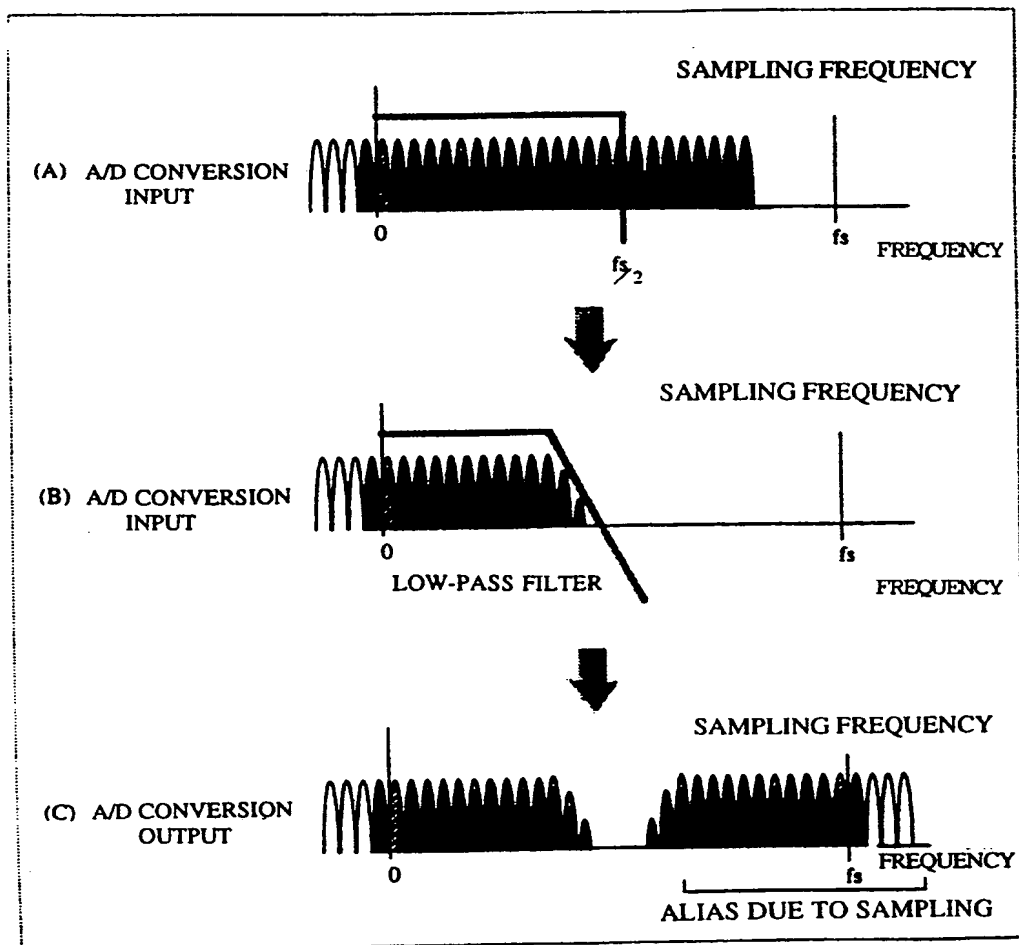 SAMPLING FREQUENCY
(A) A/D CONVERSION
INPUT
0
fs/2
fs
FREQUENCY
SAMPLING FREQUENCY
(B) A/D CONVERSION
INPUT
0
fs
LOW-PASS FILTER
FREQUENCY
SAMPLING FREQUENCY
(C) A/D CONVERSION
OUTPUT
0
fs
FREQUENCY
ALIAS DUE TO SAMPLING